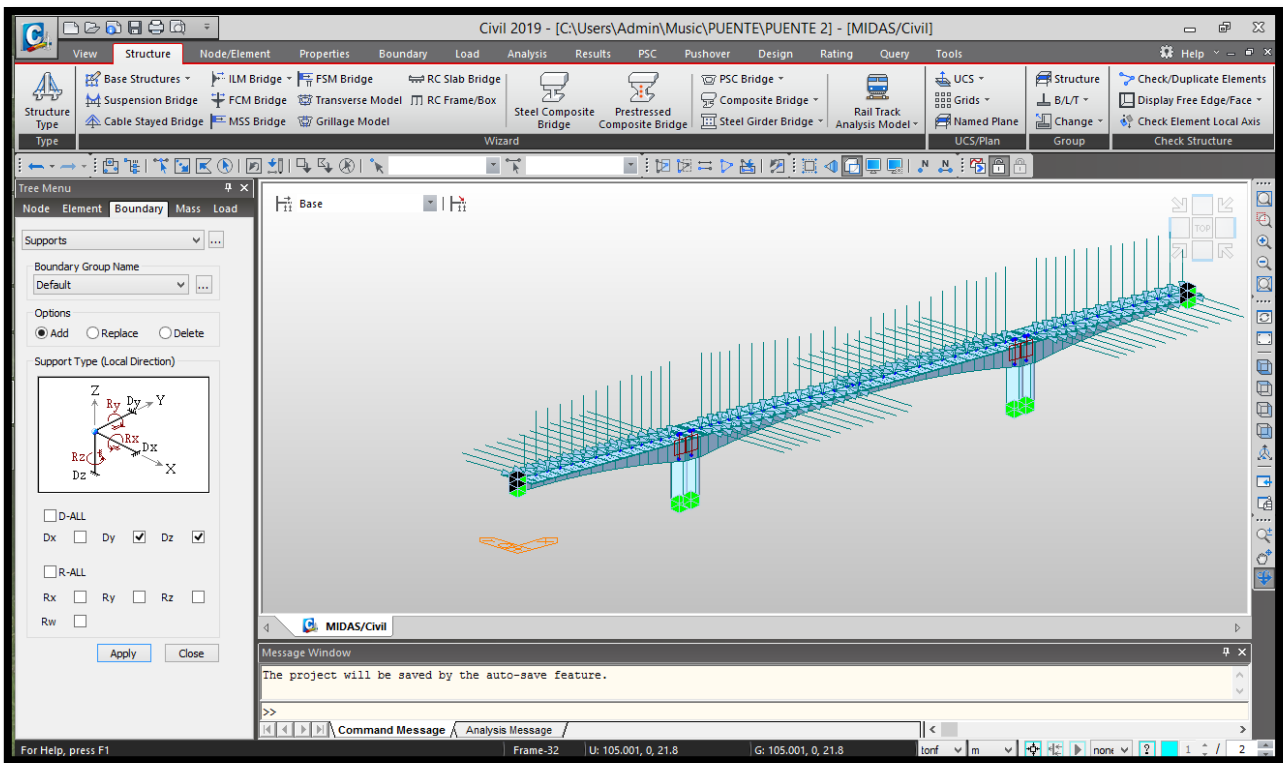 Civil 2019 - [C:\Users\Admin\Music\PUENTE\PUENTE 2] - [MIDAS/Civil]
View Structure Node/Element Properties Boundary Load Analysis Results PSC Pushover Design Rating Query Tools Help
Structure Type
Base Structures
Suspension Bridge
Cable Stayed Bridge
ILM Bridge
FCM Bridge
MSS Bridge
FSM Bridge
Transverse Model
Grillage Model
RC Slab Bridge
RC Frame/Box
Steel Composite Bridge
Prestressed Composite Bridge
PSC Bridge
Composite Bridge
Steel Girder Bridge
Rail Track Analysis Model
UCS
Grids
Named Plane
Structure
B/L/T
Change
Check/Duplicate Elements
Display Free Edge/Face
Check Element Local Axis
Type Wizard UCS/Plan Group Check Structure
Tree Menu
Node Element Boundary Mass Load
Supports
Boundary Group Name
Default
Options
Add Replace Delete
Support Type (Local Direction)
Z
Ry Dy Y
Rx
Rz Dx
Dz X
D-ALL
Dx Dy Dz
R-ALL
Rx Ry Rz
Rw
Apply Close
Base
TOP
MIDAS/Civil
Message Window
The project will be saved by the auto-save feature.
>>
Command Message Analysis Message
For Help, press F1 Frame-32 U: 105.001, 0, 21.8 G: 105.001, 0, 21.8 tonf m 1 / 2